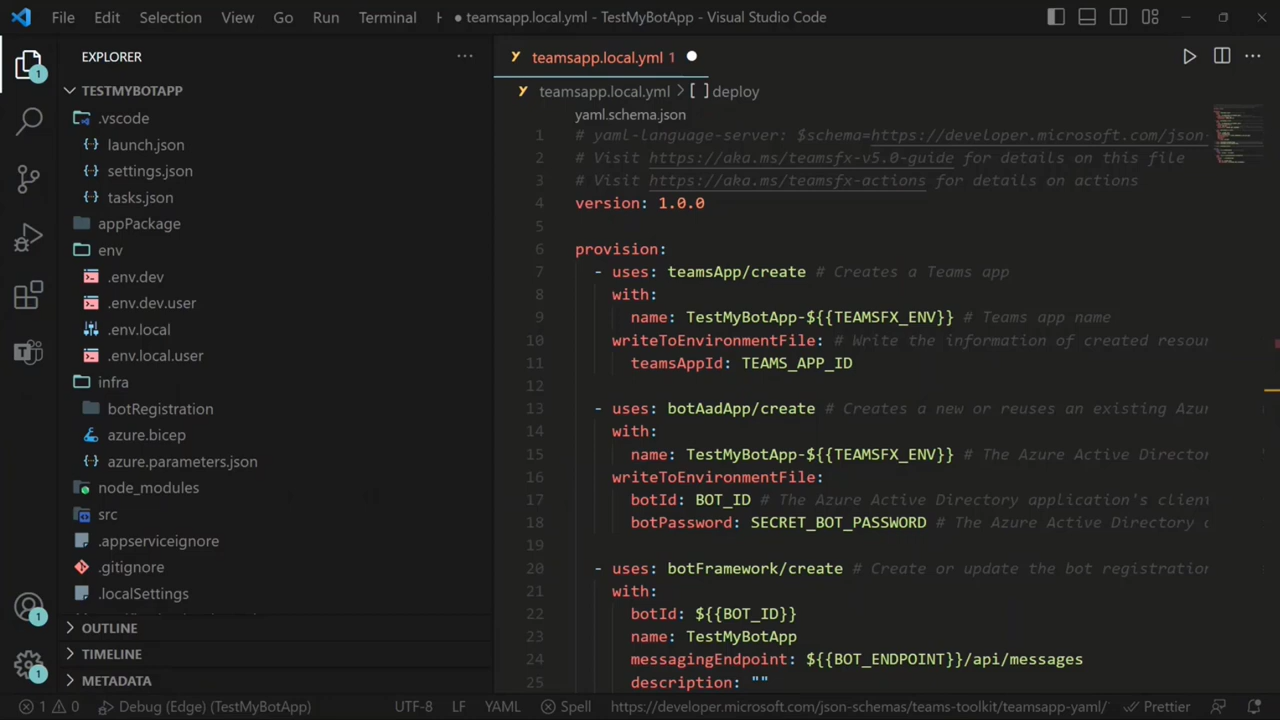 File Edit Selection View Go Run Terminal teamsapp.local.yml - TestMyBotApp - Visual Studio Code
EXPLORER
TESTMYBOTAPP
.vscode
launch.json
settings.json
tasks.json
appPackage
env
.env.dev
.env.dev.user
.env.local
.env.local.user
infra
botRegistration
azure.bicep
azure.parameters.json
node_modules
src
.appserviceignore
.gitignore
.localSettings
OUTLINE
TIMELINE
METADATA
1
1
1
teamsapp.local.yml 1
teamsapp.local.yml > [ ] deploy
yaml.schema.json
1 # yaml-language-server: $schema=https://developer.microsoft.com/json-
2 # Visit https://aka.ms/teamsfx-v5.0-guide for details on this file
3 # Visit https://aka.ms/teamsfx-actions for details on actions
4 version: 1.0.0
5
6 provision:
7 - uses: teamsApp/create # Creates a Teams app
8 with:
9 name: TestMyBotApp-${{TEAMSFX_ENV}} # Teams app name
10 writeToEnvironmentFile: # Write the information of created resour
11 teamsAppId: TEAMS_APP_ID
12
13 - uses: botAadApp/create # Creates a new or reuses an existing Azur
14 with:
15 name: TestMyBotApp-${{TEAMSFX_ENV}} # The Azure Active Director
16 writeToEnvironmentFile:
17 botId: BOT_ID # The Azure Active Directory application's client
18 botPassword: SECRET_BOT_PASSWORD # The Azure Active Directory c
19
20 - uses: botFramework/create # Create or update the bot registration
21 with:
22 botId: ${{BOT_ID}}
23 name: TestMyBotApp
24 messagingEndpoint: ${{BOT_ENDPOINT}}/api/messages
25 description: ""
1 0 Debug (Edge) (TestMyBotApp) UTF-8 LF YAML Spell https://developer.microsoft.com/json-schemas/teams-toolkit/teamsapp-yaml/ Prettier